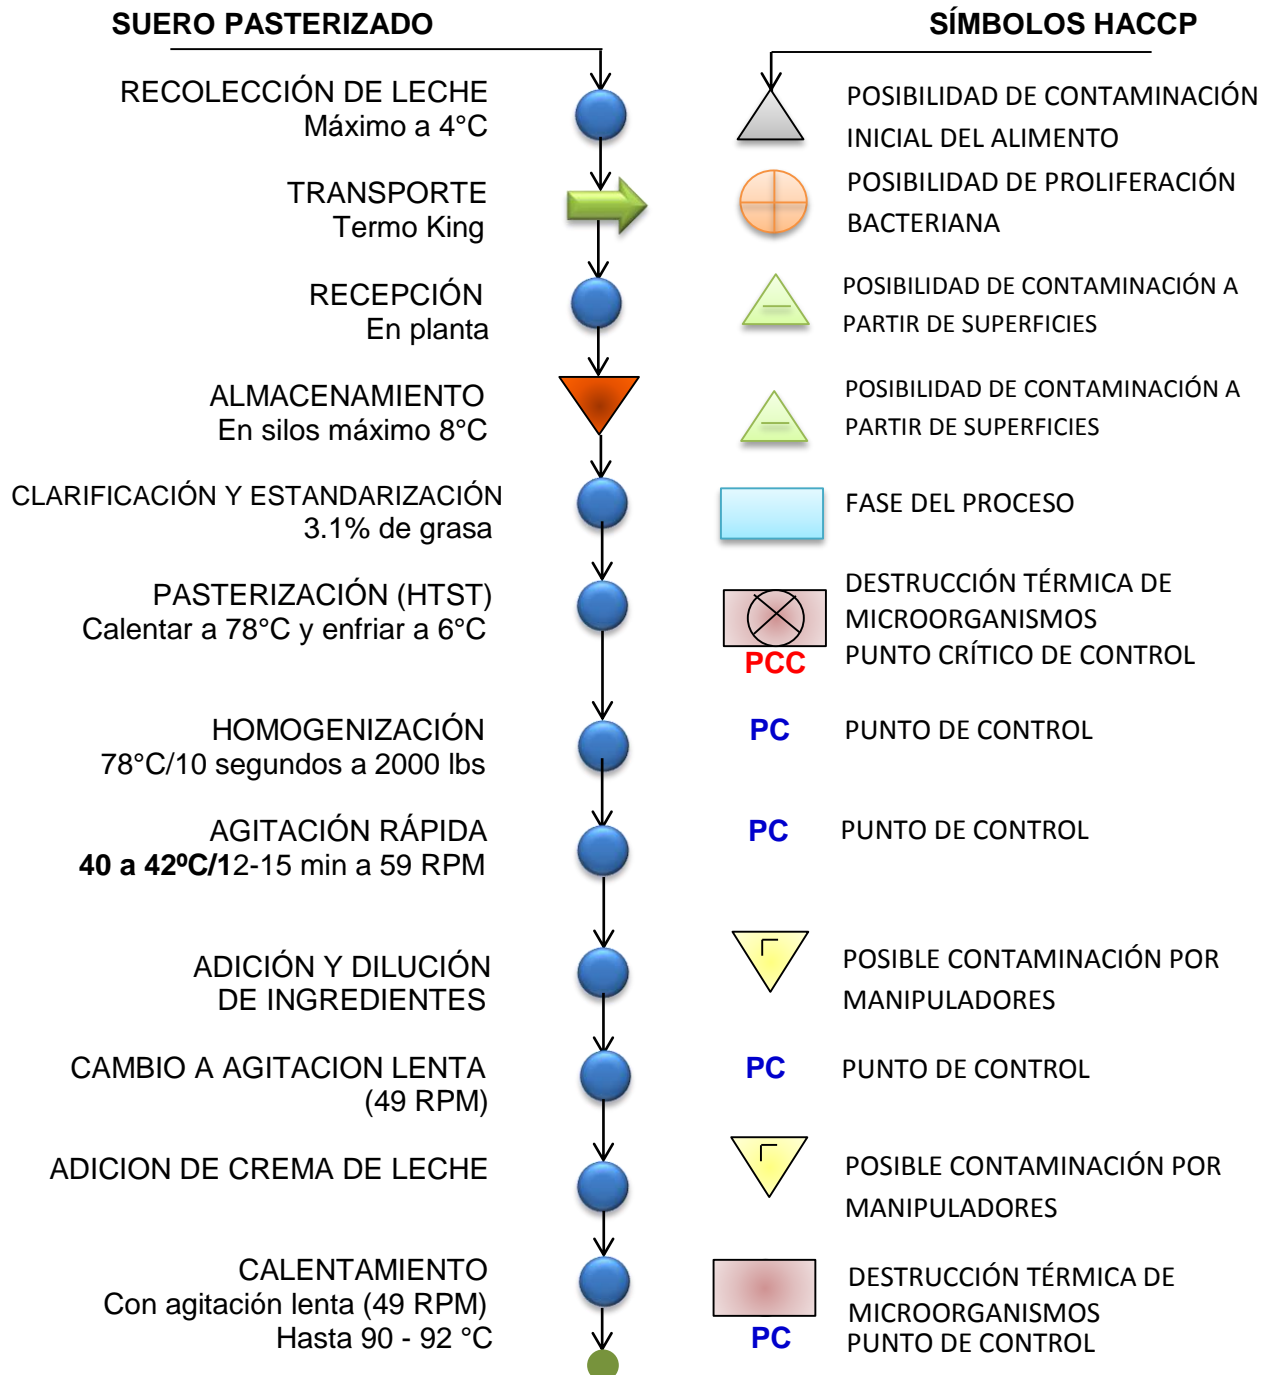 SUERO PASTERIZADO
SÍMBOLOS HACCP
RECOLECCIÓN DE LECHE
Máximo a 4°C
POSIBILIDAD DE CONTAMINACIÓN
INICIAL DEL ALIMENTO
TRANSPORTE
Termo King
POSIBILIDAD DE PROLIFERACIÓN
BACTERIANA
RECEPCIÓN
En planta
POSIBILIDAD DE CONTAMINACIÓN A
PARTIR DE SUPERFICIES
ALMACENAMIENTO
En silos máximo 8°C
POSIBILIDAD DE CONTAMINACIÓN A
PARTIR DE SUPERFICIES
CLARIFICACIÓN Y ESTANDARIZACIÓN
3.1% de grasa
FASE DEL PROCESO
PASTERIZACIÓN (HTST)
Calentar a 78°C y enfriar a 6°C
DESTRUCCIÓN TÉRMICA DE
MICROORGANISMOS
PCC PUNTO CRÍTICO DE CONTROL
HOMOGENIZACIÓN
78°C/10 segundos a 2000 lbs
PC PUNTO DE CONTROL
AGITACIÓN RÁPIDA
40 a 42ºC/12-15 min a 59 RPM
PC PUNTO DE CONTROL
ADICIÓN Y DILUCIÓN
DE INGREDIENTES
POSIBLE CONTAMINACIÓN POR
MANIPULADORES
CAMBIO A AGITACION LENTA
(49 RPM)
PC PUNTO DE CONTROL
ADICION DE CREMA DE LECHE
POSIBLE CONTAMINACIÓN POR
MANIPULADORES
CALENTAMIENTO
Con agitación lenta (49 RPM)
Hasta 90 - 92 °C
DESTRUCCIÓN TÉRMICA DE
MICROORGANISMOS
PC PUNTO DE CONTROL